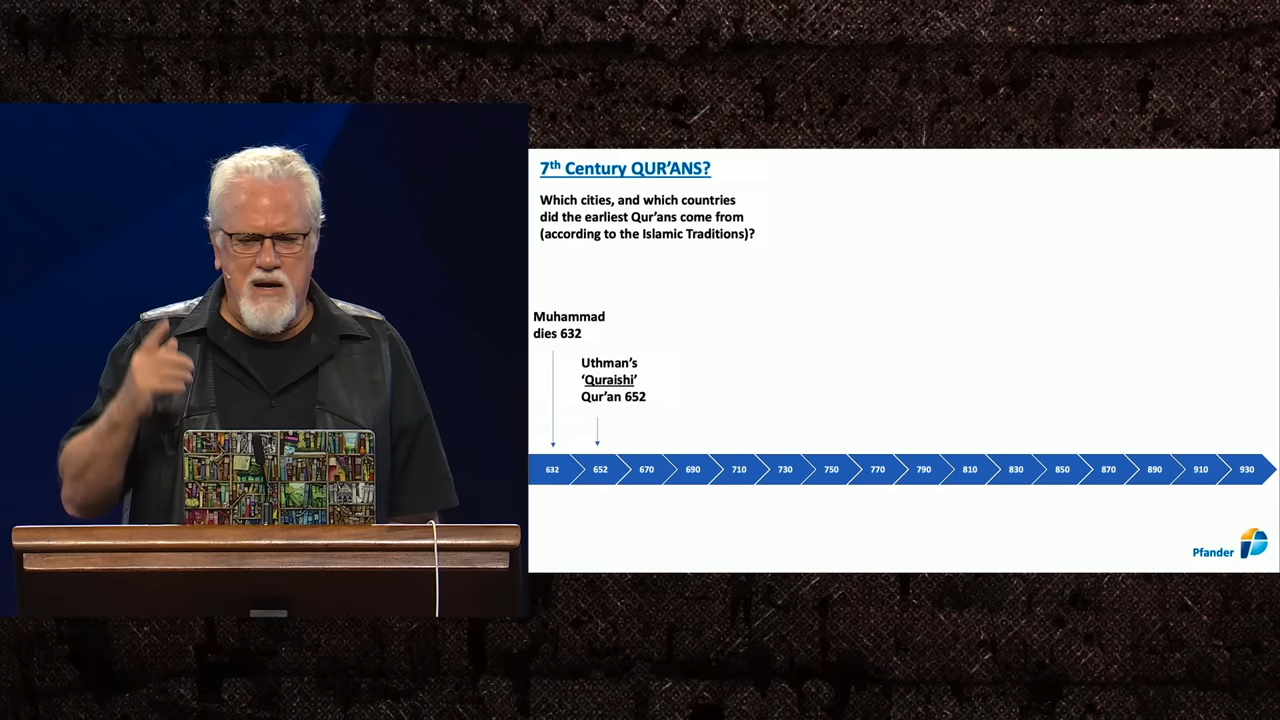 7th Century QUR'ANS?
Which cities, and which countries
did the earliest Qur'ans come from
(according to the Islamic Traditions)?
Muhammad
dies 632
Uthman's
‘Quraishi’
Qur'an 652
632 652 670 690 710 730 750 770 790 810 830 850 870 890 910 930
Pfander